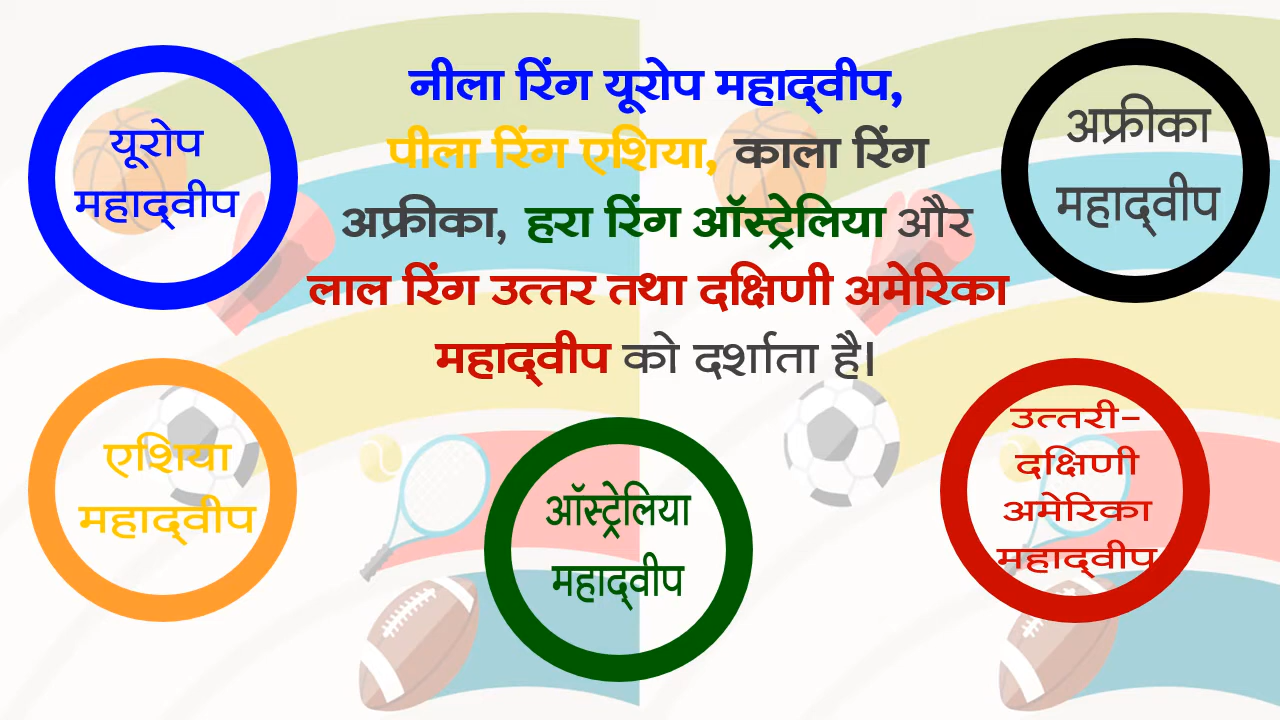 नीला रिंग यूरोप महाद्वीप,
पीला रिंग एशिया, काला रिंग
अफ्रीका, हरा रिंग ऑस्ट्रेलिया और
लाल रिंग उत्तर तथा दक्षिणी अमेरिका
महाद्वीप को दर्शाता है।
यूरोप
महाद्वीप
अफ्रीका
महाद्वीप
एशिया
महाद्वीप
ऑस्ट्रेलिया
महाद्वीप
उत्तरी-
दक्षिणी
अमेरिका
महाद्वीप